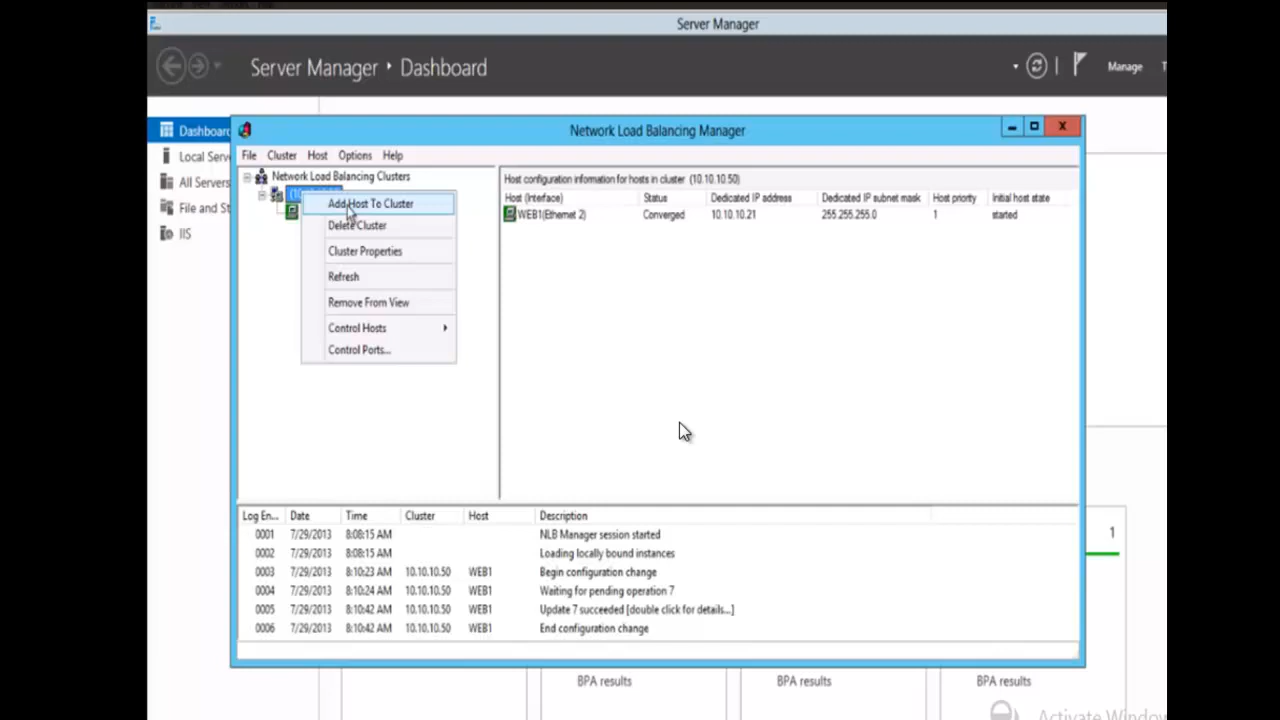 Server Manager
Server Manager • Dashboard
Manage
Dashboard
Network Load Balancing Manager
File Cluster Host Options Help
Local Serv
All Servers
File and St
IIS
Network Load Balancing Clusters
Add Host To Cluster
Delete Cluster
Cluster Properties
Refresh
Remove From View
Control Hosts
Control Ports...
Host configuration information for hosts in cluster (10.10.10.50)
Host (Interface) Status Dedicated IP address Dedicated IP subnet mask Host priority Initial host state
WEB1(Ethernet 2) Converged 10.10.10.21 255.255.255.0 1 started
Log En... Date Time Cluster Host Description
0001 7/29/2013 8:08:15 AM NLB Manager session started
0002 7/29/2013 8:08:15 AM Loading locally bound instances
0003 7/29/2013 8:10:23 AM 10.10.10.50 WEB1 Begin configuration change
0004 7/29/2013 8:10:24 AM 10.10.10.50 WEB1 Waiting for pending operation 7
0005 7/29/2013 8:10:42 AM 10.10.10.50 WEB1 Update 7 succeeded [double click for details...]
0006 7/29/2013 8:10:42 AM 10.10.10.50 WEB1 End configuration change
1
BPA results BPA results BPA results
Activate Window